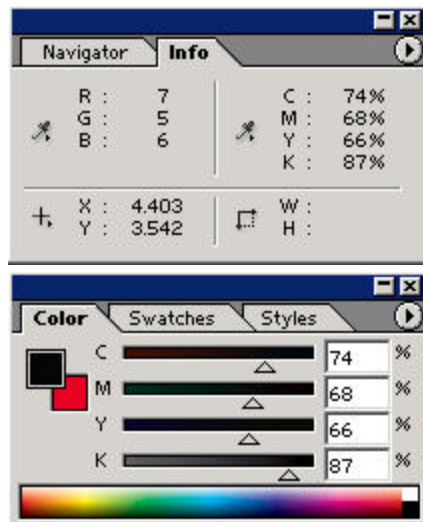 Navigator Info
R : 7 C : 74%
G : 5 M : 68%
B : 6 Y : 66%
K : 87%
X : 4.403 W :
Y : 3.542 H :
Color Swatches Styles
C 74 %
M 68 %
Y 66 %
K 87 %